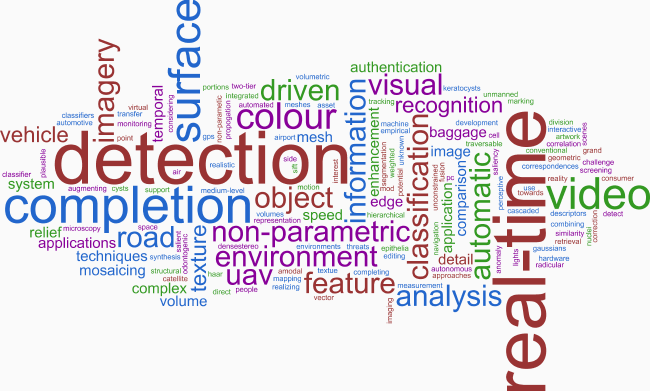 surface
imagery
portions
two-tier
volumetric
authentication
virtual
temporal
considering
integrated
driven
visual
keratocysts
unmanned
marking
classifiers
transfer
non-parametric
propagation
automated
meshes
asset
tracking
recognition
automotive
monitoring
colour
information
enhancement
machine
empirical
development
division
interactive
artwork
vehicle
point
gps
airport
mesh
baggage
cell
traversable
correlation
scenes
detection
side
interest
segmentation
weighted
unknown
classification
image
saliency
conventional
grand
geometric
challenge
classifier
plausible
air
realistic
sift
mod
potential
unconstrained
fusion
comparison
automatic
correspondences
screening
system
augmenting
cysts
support
medium-level
motion
reality
consumer
towards
real-time
completion
object
edge
application
perceptive
use
video
volumes
speed
hierarchical
cascaded
descriptors
detect
relief
microscopy
space
representation
non-parametric
navigation
combining
correction
applications
road
salient
odontogenic
texture
densestereo
environments
threats
epithelia
similarity
nuclei
retrieval
techniques
synthesis
environment
editing
detail
anomaly
lights
gaussians
mosaicing
structural
catellite
haar
uav
amodal
textue
completing
autonomous
approaches
hardware
radicular
complex
direct
people
mapping
realizing
feature
measurement
volume
vector
imaging
analysis